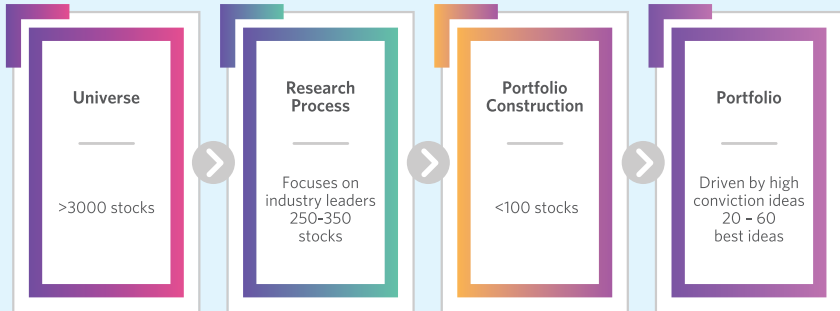 Universe
>3000 stocks
Research
Process
Focuses on
industry leaders
250-350
stocks
Portfolio
Construction
<100 stocks
Portfolio
Driven by high
conviction ideas
20 – 60
best ideas